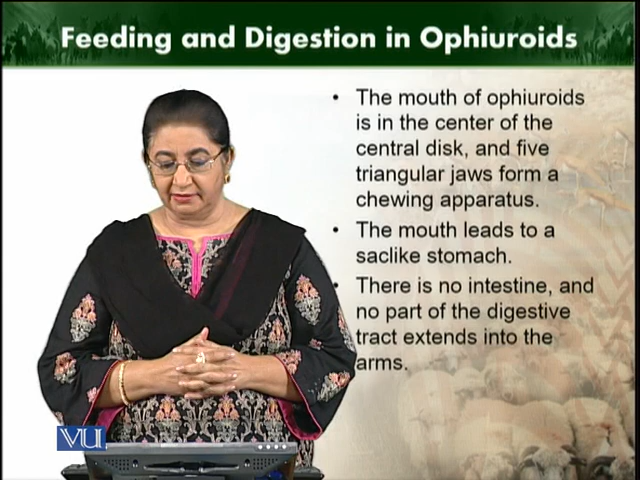 Feeding and Digestion in Ophiuroids
• The mouth of ophiuroids
is in the center of the
central disk, and five
triangular jaws form a
chewing apparatus.
• The mouth leads to a
saclike stomach.
• There is no intestine, and
no part of the digestive
tract extends into the
arms.
VU